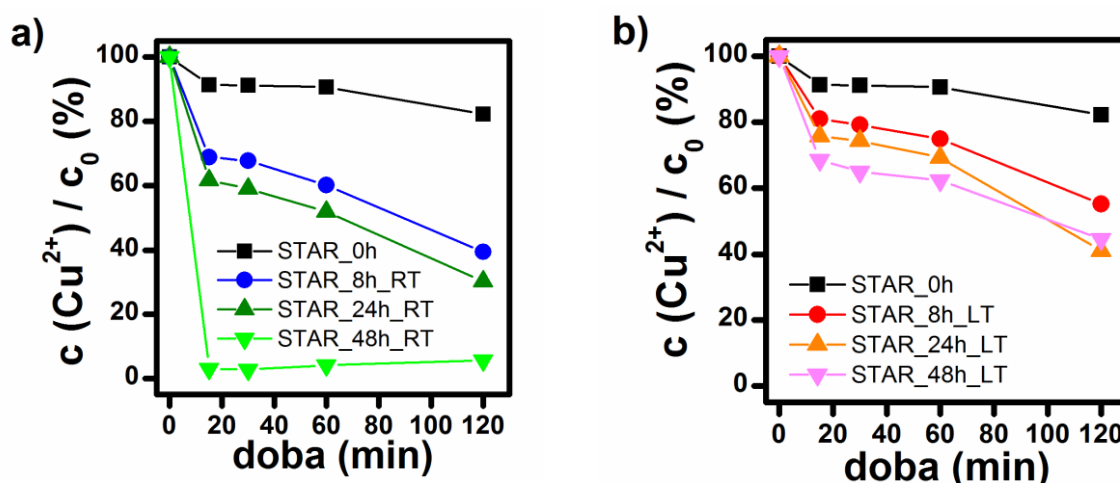 a)
c (Cu²⁺) / c₀ (%)
100
80
60
40
20
0
STAR_0h
STAR_8h_RT
STAR_24h_RT
STAR_48h_RT
0 20 40 60 80 100 120
doba (min)
b)
c (Cu²⁺) / c₀ (%)
100
80
60
40
20
0
STAR_0h
STAR_8h_LT
STAR_24h_LT
STAR_48h_LT
0 20 40 60 80 100 120
doba (min)